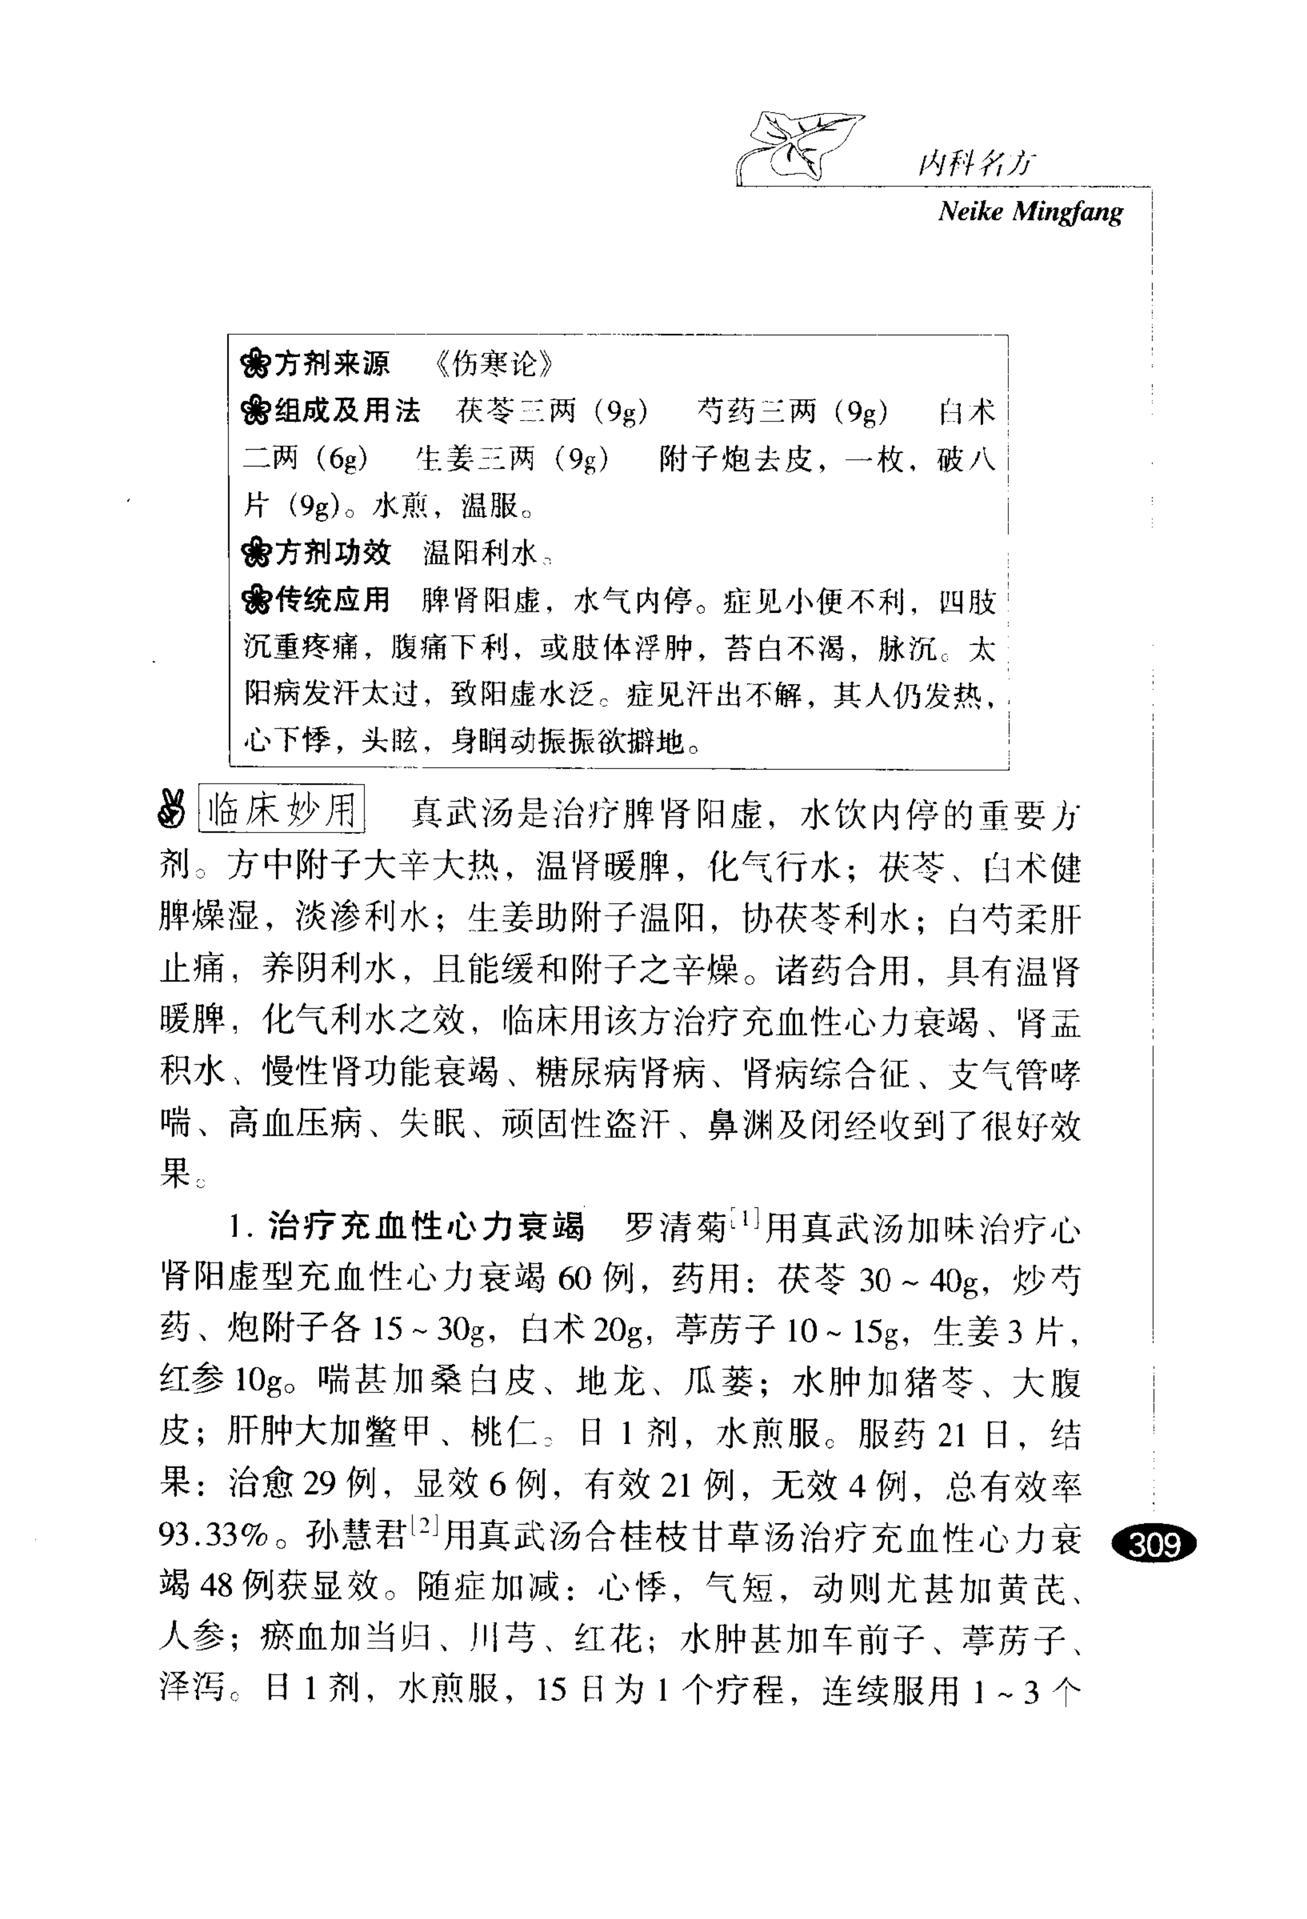 内科名方
Neike Mingfang
方剂来源 《伤寒论》
组成及用法 茯苓三两（9g） 芍药三两（9g） 白术
二两（6g） 生姜三两（9g） 附子炮去皮，一枚，破八
片（9g）。水煎，温服。
方剂功效 温阳利水。
传统应用 脾肾阳虚，水气内停。症见小便不利，四肢
沉重疼痛，腹痛下利，或肢体浮肿，苔白不渴，脉沉。太
阳病发汗太过，致阳虚水泛。症见汗出不解，其人仍发热，
心下悸，头眩，身瞤动振振欲擗地。
临床妙用 真武汤是治疗脾肾阳虚，水饮内停的重要方
剂。方中附子大辛大热，温肾暖脾，化气行水；茯苓、白术健
脾燥湿，淡渗利水；生姜助附子温阳，协茯苓利水；白芍柔肝
止痛，养阴利水，且能缓和附子之辛燥。诸药合用，具有温肾
暖脾，化气利水之效，临床用该方治疗充血性心力衰竭、肾盂
积水、慢性肾功能衰竭、糖尿病肾病、肾病综合征、支气管哮
喘、高血压病、失眠、顽固性盗汗、鼻渊及闭经收到了很好效
果。
1. 治疗充血性心力衰竭 罗清菊[1]用真武汤加味治疗心
肾阳虚型充血性心力衰竭 60 例，药用：茯苓 30～40g，炒芍
药、炮附子各 15～30g，白术 20g，葶苈子 10～15g，生姜 3 片，
红参 10g。喘甚加桑白皮、地龙、瓜蒌；水肿加猪苓、大腹
皮；肝肿大加鳖甲、桃仁。日 1 剂，水煎服。服药 21 日，结
果：治愈 29 例，显效 6 例，有效 21 例，无效 4 例，总有效率
93.33%。孙慧君[2]用真武汤合桂枝甘草汤治疗充血性心力衰
竭 48 例获显效。随症加减：心悸，气短，动则尤甚加黄芪、
人参；瘀血加当归、川芎、红花；水肿甚加车前子、葶苈子、
泽泻。日 1 剂，水煎服，15 日为 1 个疗程，连续服用 1～3 个
309